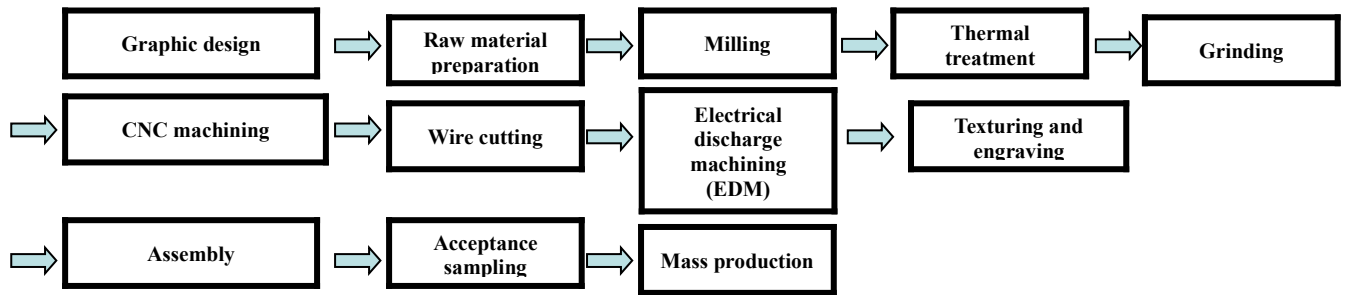 Graphic design
Raw material
preparation
Milling
Thermal
treatment
Grinding
CNC machining
Wire cutting
Electrical
discharge
machining
(EDM)
Texturing and
engraving
Assembly
Acceptance
sampling
Mass production